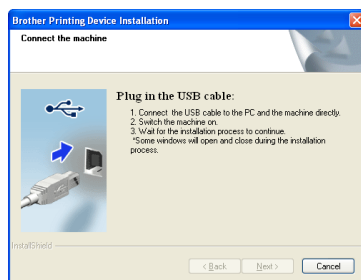 Brother Printing Device Installation
Connect the machine
Plug in the USB cable:
1. Connect the USB cable to the PC and the machine directly.
2. Switch the machine on.
3. Wait for the installation process to continue.
*Some windows will open and close during the installation
process.
InstallShield
< Back
Next >
Cancel